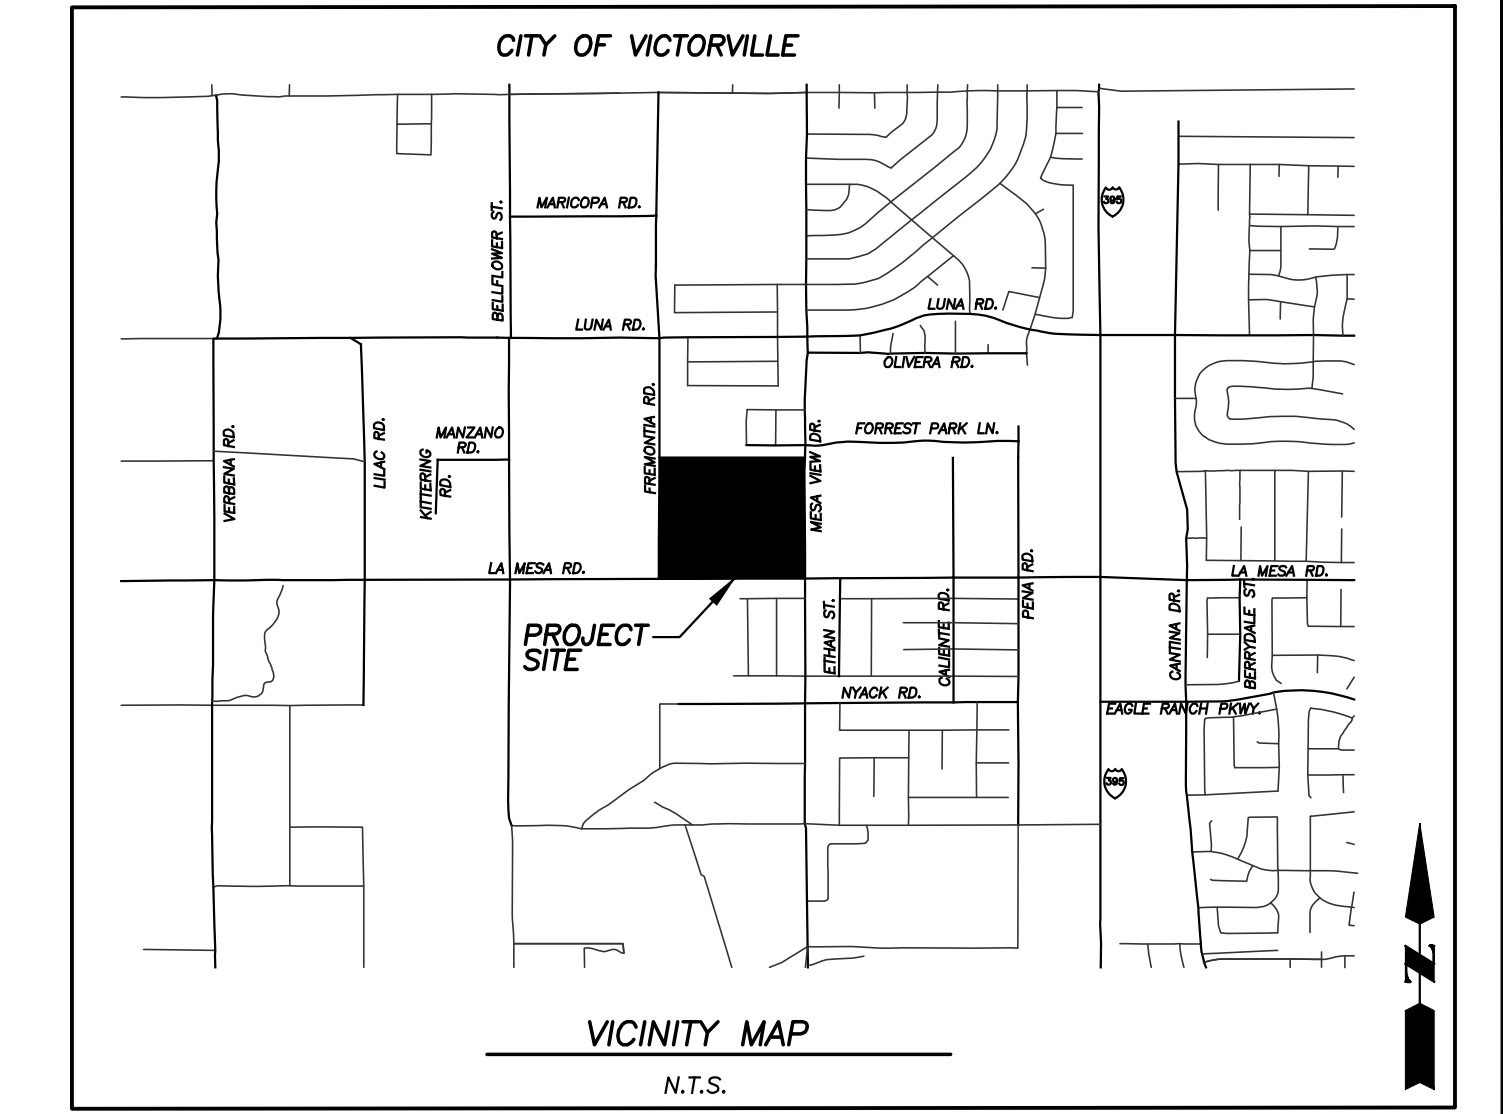 CITY OF VICTORVILLE
395
MARICOPA RD.
BELLFLOWER ST.
LUNA RD.
LUNA RD.
OLIVERA RD.
VERBENA RD.
LILAC RD.
MANZANO
RD.
KITTERING
RD.
FREMONTIA RD.
MESA VIEW DR.
FORREST PARK LN.
LA MESA RD.
PENA RD.
LA MESA RD.
PROJECT
SITE
ETHAN ST.
CALIENTE RD.
CANTINA DR.
BERRYDALE ST.
NYACK RD.
EAGLE RANCH PKWY.
395
N
VICINITY MAP
N.T.S.